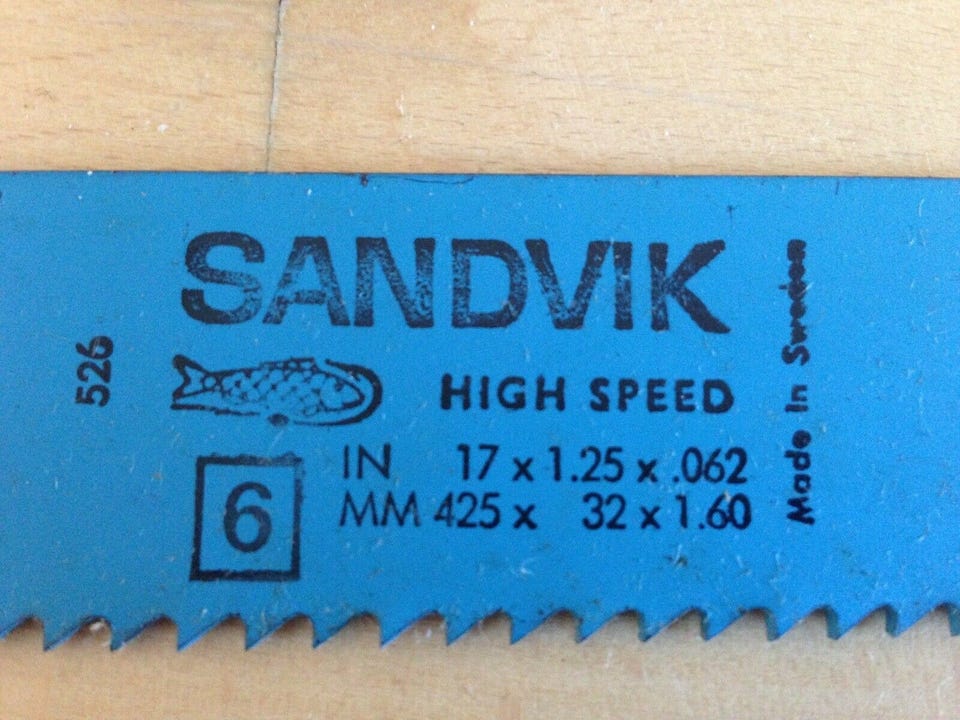 SANDVIK
526
HIGH SPEED
6
IN 17 x 1.25 x .062
MM 425 x 32 x 1.60
Made In Sweden